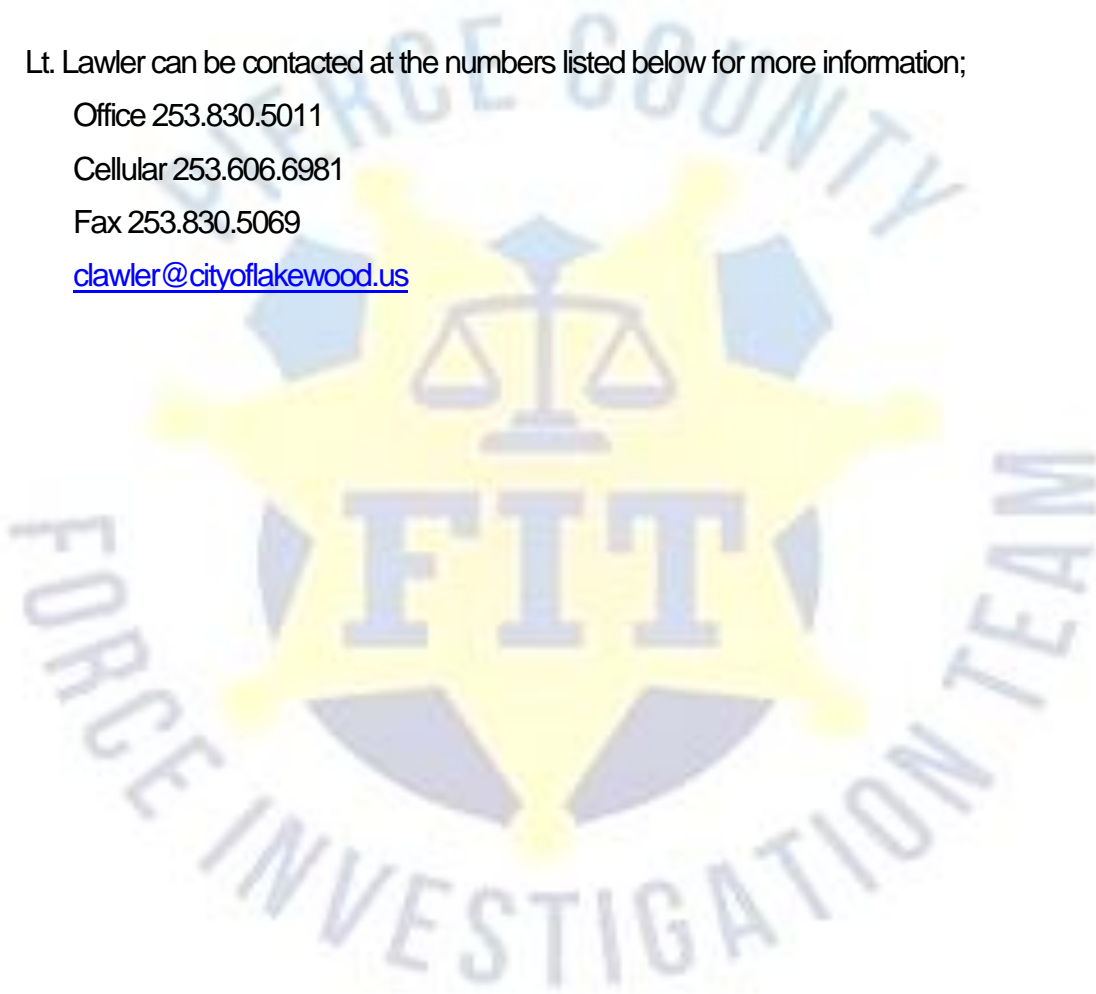 Lt. Lawler can be contacted at the numbers listed below for more information;
Office 253.830.5011
Cellular 253.606.6981
Fax 253.830.5069
clawler@cityoflakewood.us
PIERCE COUNTY
FIT
FORCE INVESTIGATION TEAM